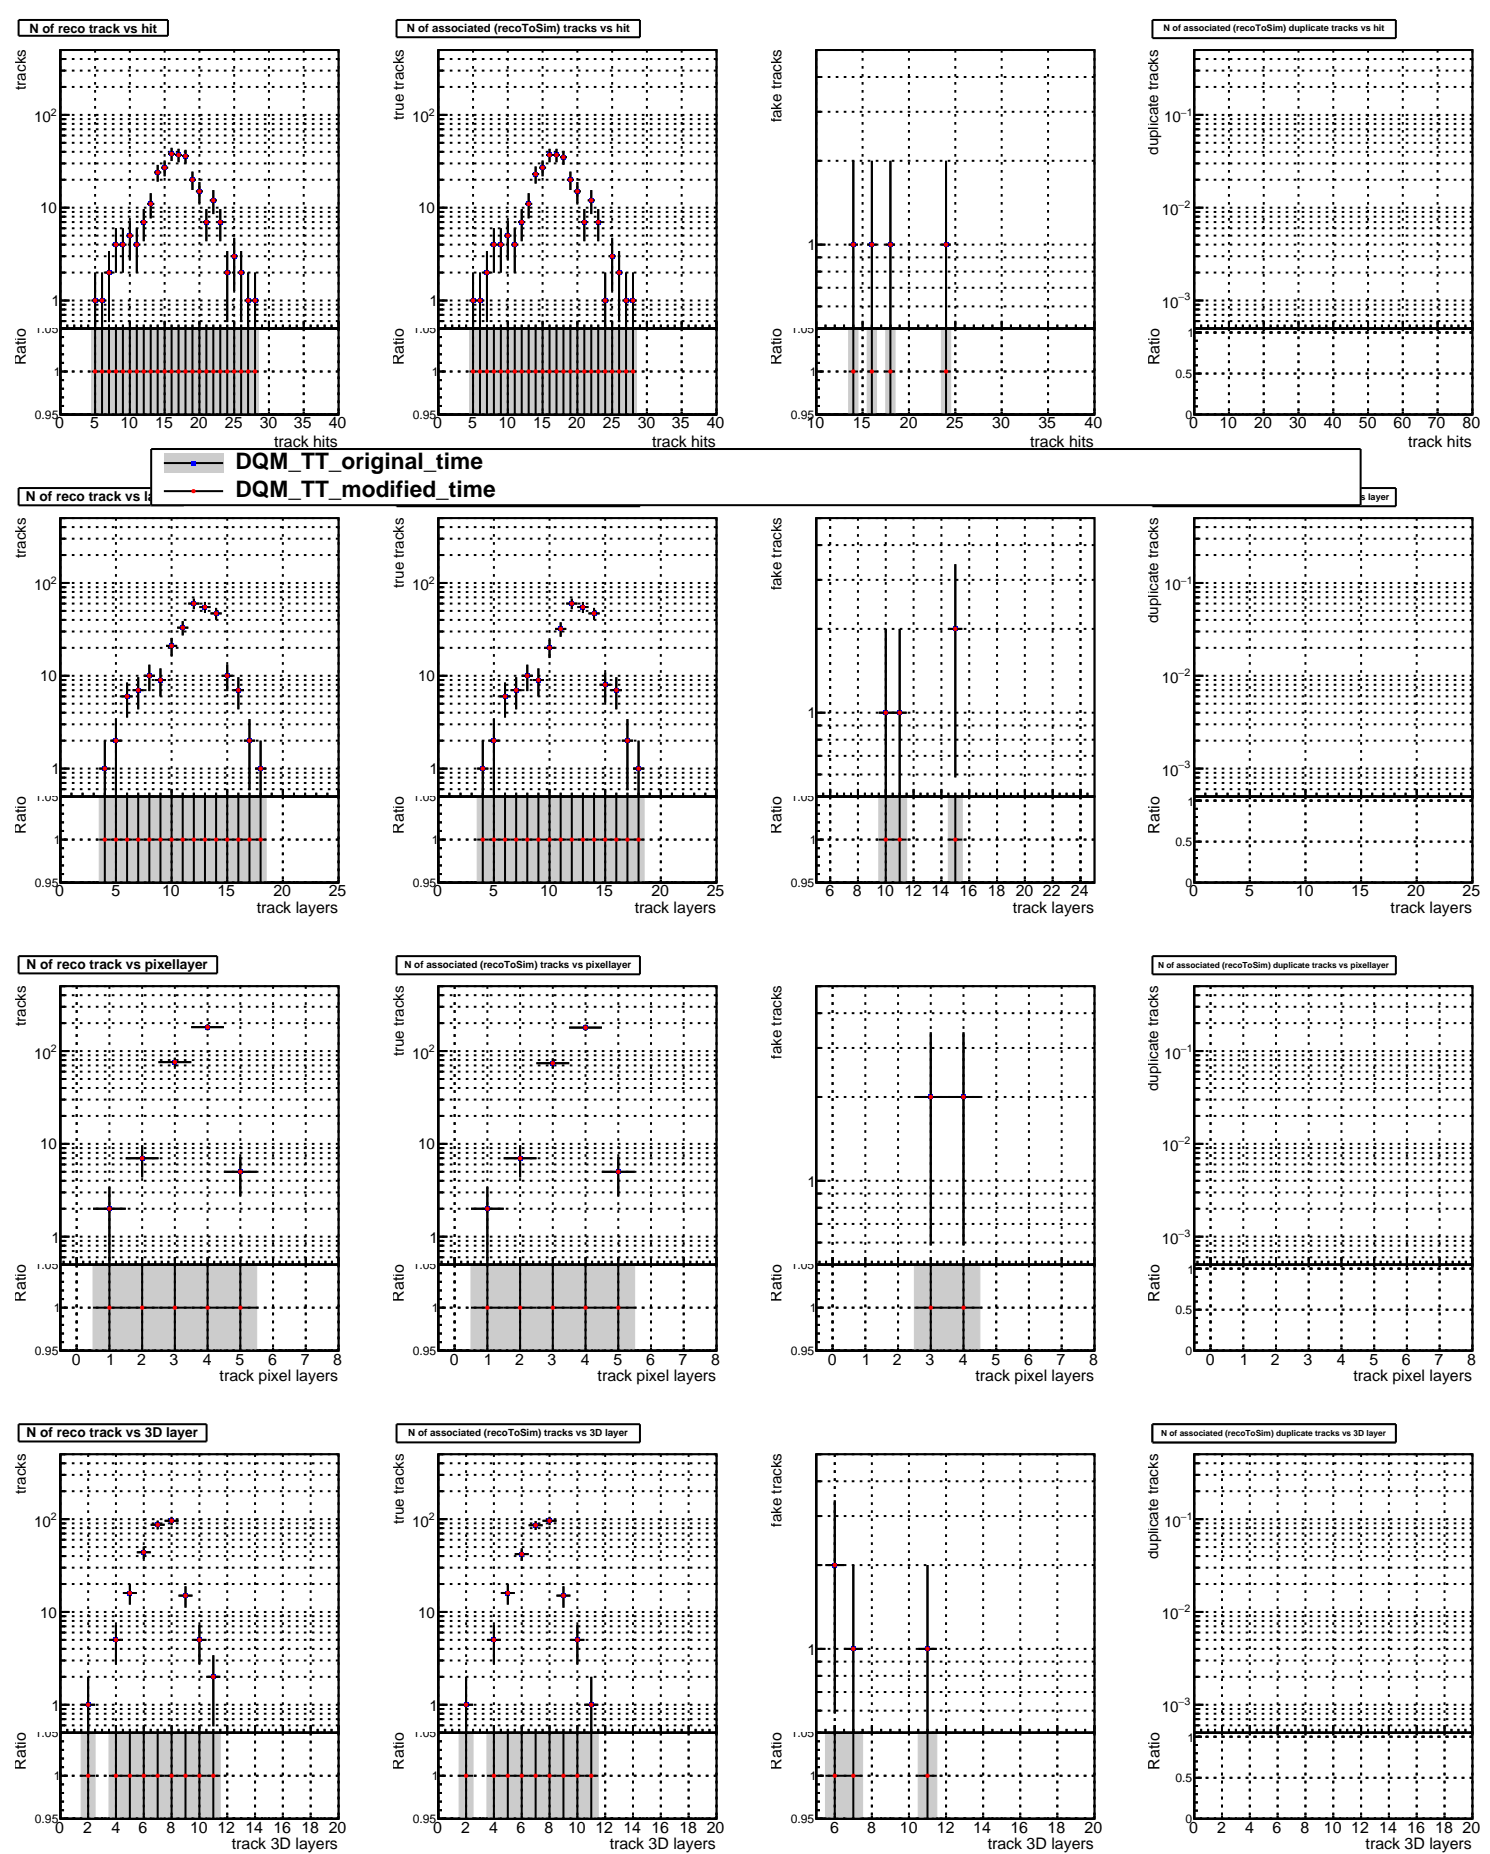 N of reco track vs hit
N of associated (recoToSim) tracks vs hit
N of associated (recoToSim) duplicate tracks vs hit
tracks
10²
10
1
Ratio
1.05
1
0.95
0 5 10 15 20 25 30 35 40
track hits
true tracks
10²
10
1
Ratio
1.05
1
0.95
0 5 10 15 20 25 30 35 40
track hits
fake tracks
1
Ratio
1.05
1
0.95
10 15 20 25 30 35 40
track hits
duplicate tracks
10⁻¹
10⁻²
10⁻³
Ratio
1
0.5
0
0 10 20 30 40 50 60 70 80
track hits
DQM_TT_original_time
DQM_TT_modified_time
N of reco track vs la
s layer
tracks
10²
10
1
Ratio
1.05
1
0.95
0 5 10 15 20 25
track layers
true tracks
10²
10
1
Ratio
1.05
1
0.95
0 5 10 15 20 25
track layers
fake tracks
1
Ratio
1.05
1
0.95
6 8 10 12 14 16 18 20 22 24
track layers
duplicate tracks
10⁻¹
10⁻²
10⁻³
Ratio
1
0.5
0
0 5 10 15 20 25
track layers
N of reco track vs pixellayer
N of associated (recoToSim) tracks vs pixellayer
N of associated (recoToSim) duplicate tracks vs pixellayer
tracks
10²
10
1
Ratio
1.05
1
0.95
0 1 2 3 4 5 6 7 8
track pixel layers
true tracks
10²
10
1
Ratio
1.05
1
0.95
0 1 2 3 4 5 6 7 8
track pixel layers
fake tracks
1
Ratio
1.05
1
0.95
0 1 2 3 4 5 6 7 8
track pixel layers
duplicate tracks
10⁻¹
10⁻²
10⁻³
Ratio
1
0.5
0
0 1 2 3 4 5 6 7 8
track pixel layers
N of reco track vs 3D layer
N of associated (recoToSim) tracks vs 3D layer
N of associated (recoToSim) duplicate tracks vs 3D layer
tracks
10²
10
1
Ratio
1.05
1
0.95
0 2 4 6 8 10 12 14 16 18 20
track 3D layers
true tracks
10²
10
1
Ratio
1.05
1
0.95
0 2 4 6 8 10 12 14 16 18 20
track 3D layers
fake tracks
1
Ratio
1.05
1
0.95
6 8 10 12 14 16 18 20
track 3D layers
duplicate tracks
10⁻¹
10⁻²
10⁻³
Ratio
1
0.5
0
0 2 4 6 8 10 12 14 16 18 20
track 3D layers